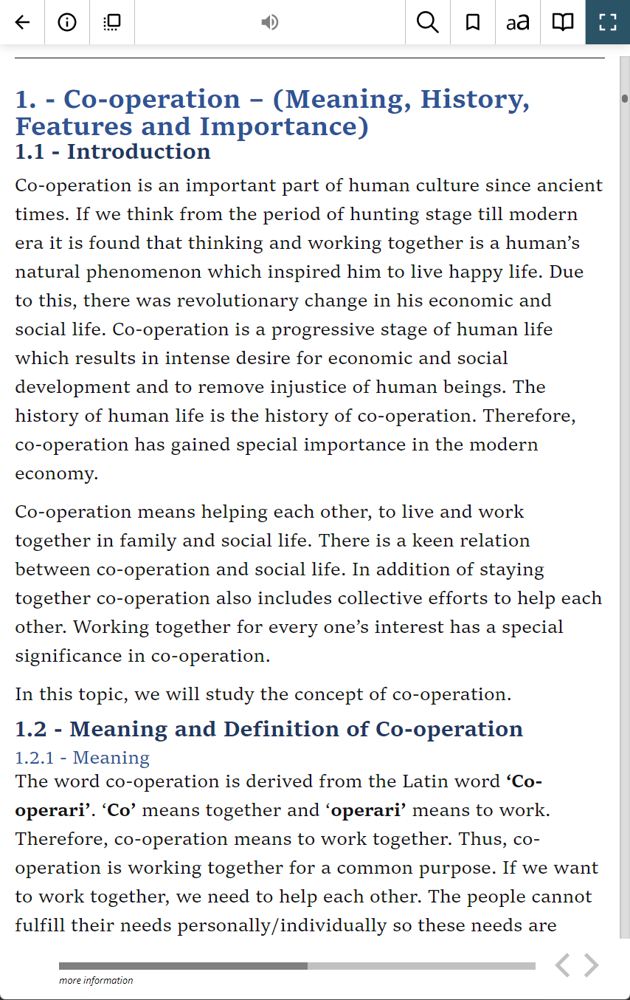 aA
1. - Co-operation – (Meaning, History,
Features and Importance)
1.1 - Introduction
Co-operation is an important part of human culture since ancient
times. If we think from the period of hunting stage till modern
era it is found that thinking and working together is a human’s
natural phenomenon which inspired him to live happy life. Due
to this, there was revolutionary change in his economic and
social life. Co-operation is a progressive stage of human life
which results in intense desire for economic and social
development and to remove injustice of human beings. The
history of human life is the history of co-operation. Therefore,
co-operation has gained special importance in the modern
economy.
Co-operation means helping each other, to live and work
together in family and social life. There is a keen relation
between co-operation and social life. In addition of staying
together co-operation also includes collective efforts to help each
other. Working together for every one’s interest has a special
significance in co-operation.
In this topic, we will study the concept of co-operation.
1.2 - Meaning and Definition of Co-operation
1.2.1 - Meaning
The word co-operation is derived from the Latin word ‘Co-
operari’. ‘Co’ means together and ‘operari’ means to work.
Therefore, co-operation means to work together. Thus, co-
operation is working together for a common purpose. If we want
to work together, we need to help each other. The people cannot
fulfill their needs personally/individually so these needs are
more information